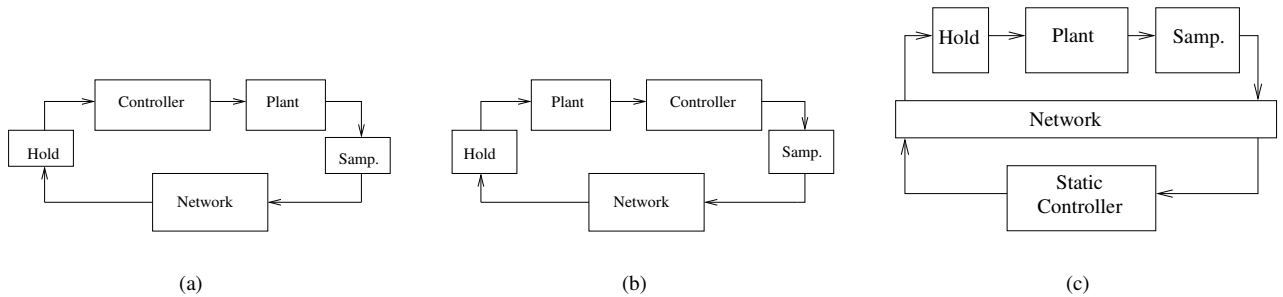 Controller
Plant
Hold
Samp.
Network
(a)
Plant
Controller
Hold
Samp.
Network
(b)
Hold
Plant
Samp.
Network
Static
Controller
(c)